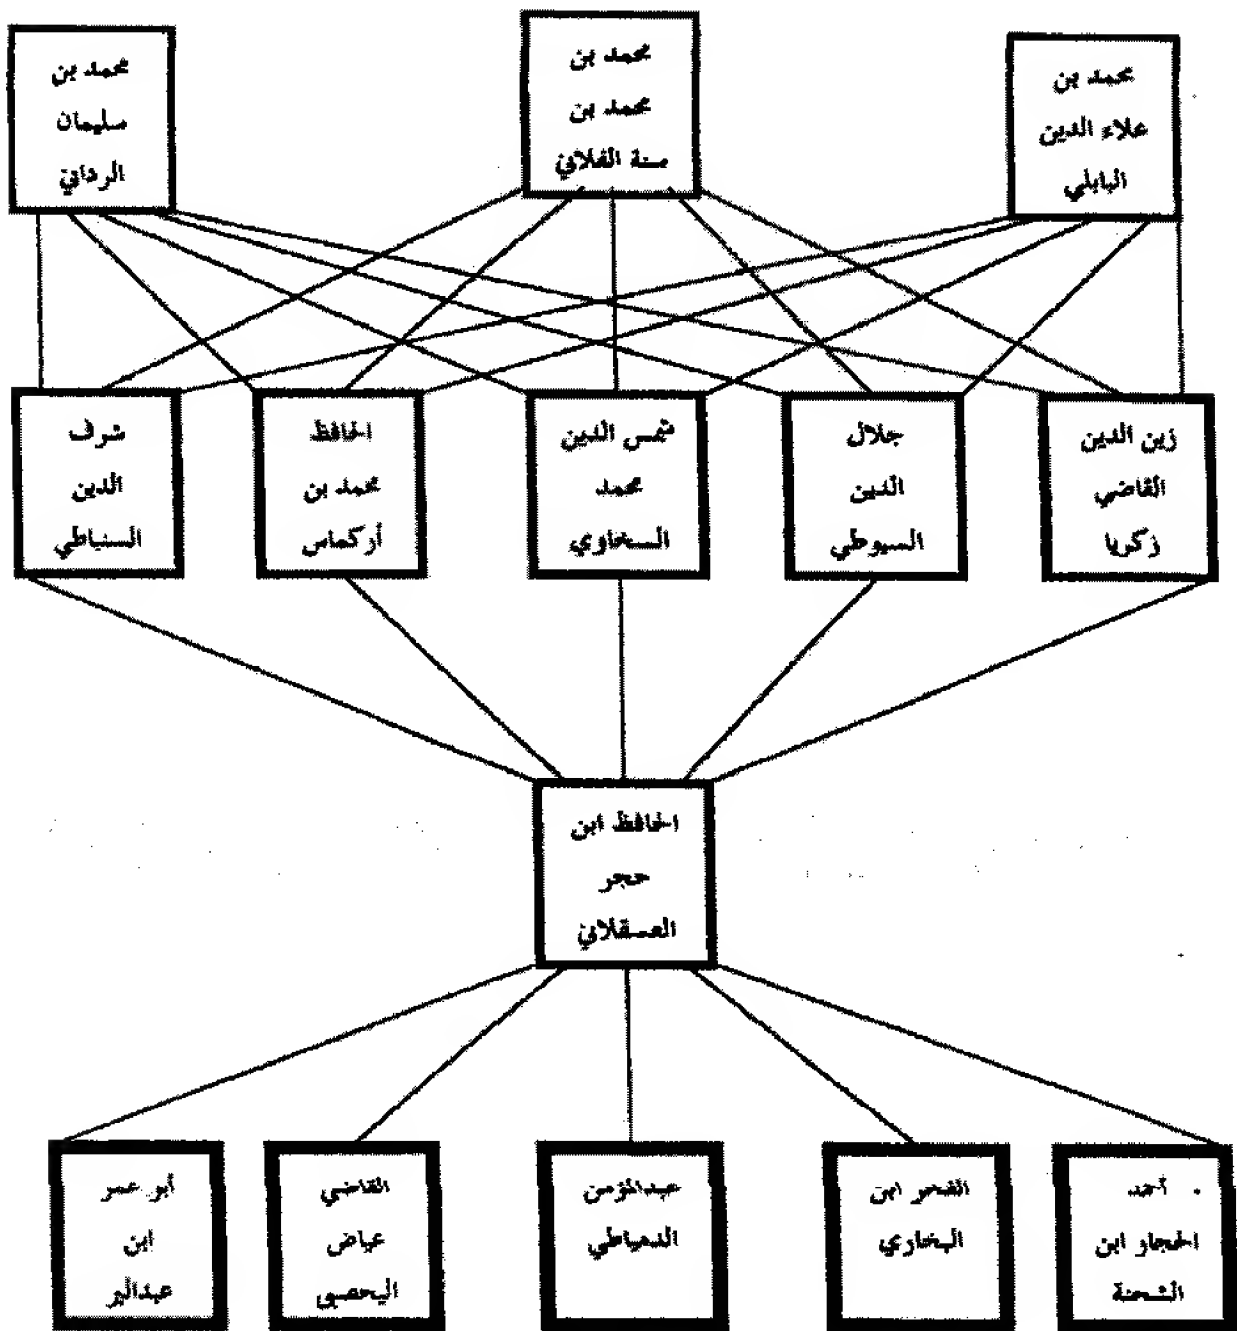 محمد بن
علاء الدين
البابلي
محمد بن
محمد بن
سنة الفلاني
محمد بن
سليمان
الرداني
زين الدين
القاضي
زكريا
جلال
الدين
السيوطي
شمس الدين
محمد
السخاوي
الحافظ
محمد بن
أركماس
شرف
الدين
السنباطي
الحافظ ابن
حجر
العسقلاني
أحمد
الحجار ابن
الشحنة
الفخر ابن
البخاري
عبدالمؤمن
الدمياطي
القاضي
عياض
اليحصبي
أبو عمر
ابن
عبدالبر